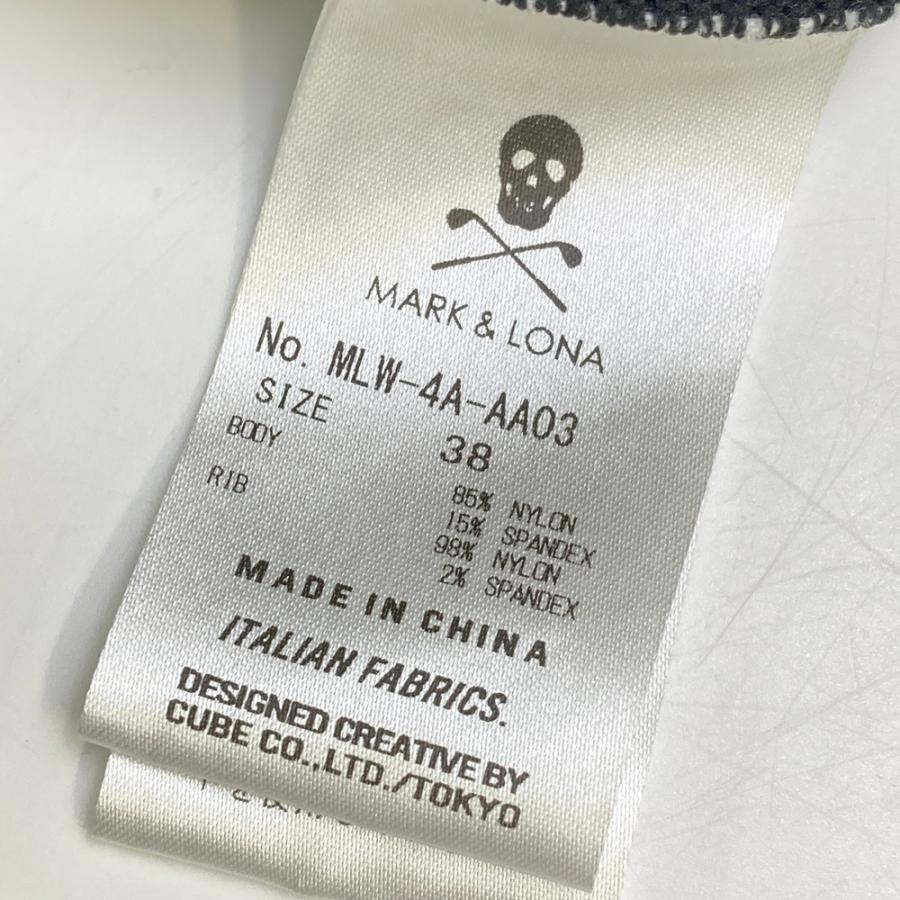 MARK & LONA
No. MLW-4A-AA03
SIZE 38
BODY 85% NYLON
15% SPANDEX
RIB 98% NYLON
2% SPANDEX
MADE IN CHINA
ITALIAN FABRICS.
DESIGNED CREATIVE BY
CUBE CO.,LTD./TOKYO